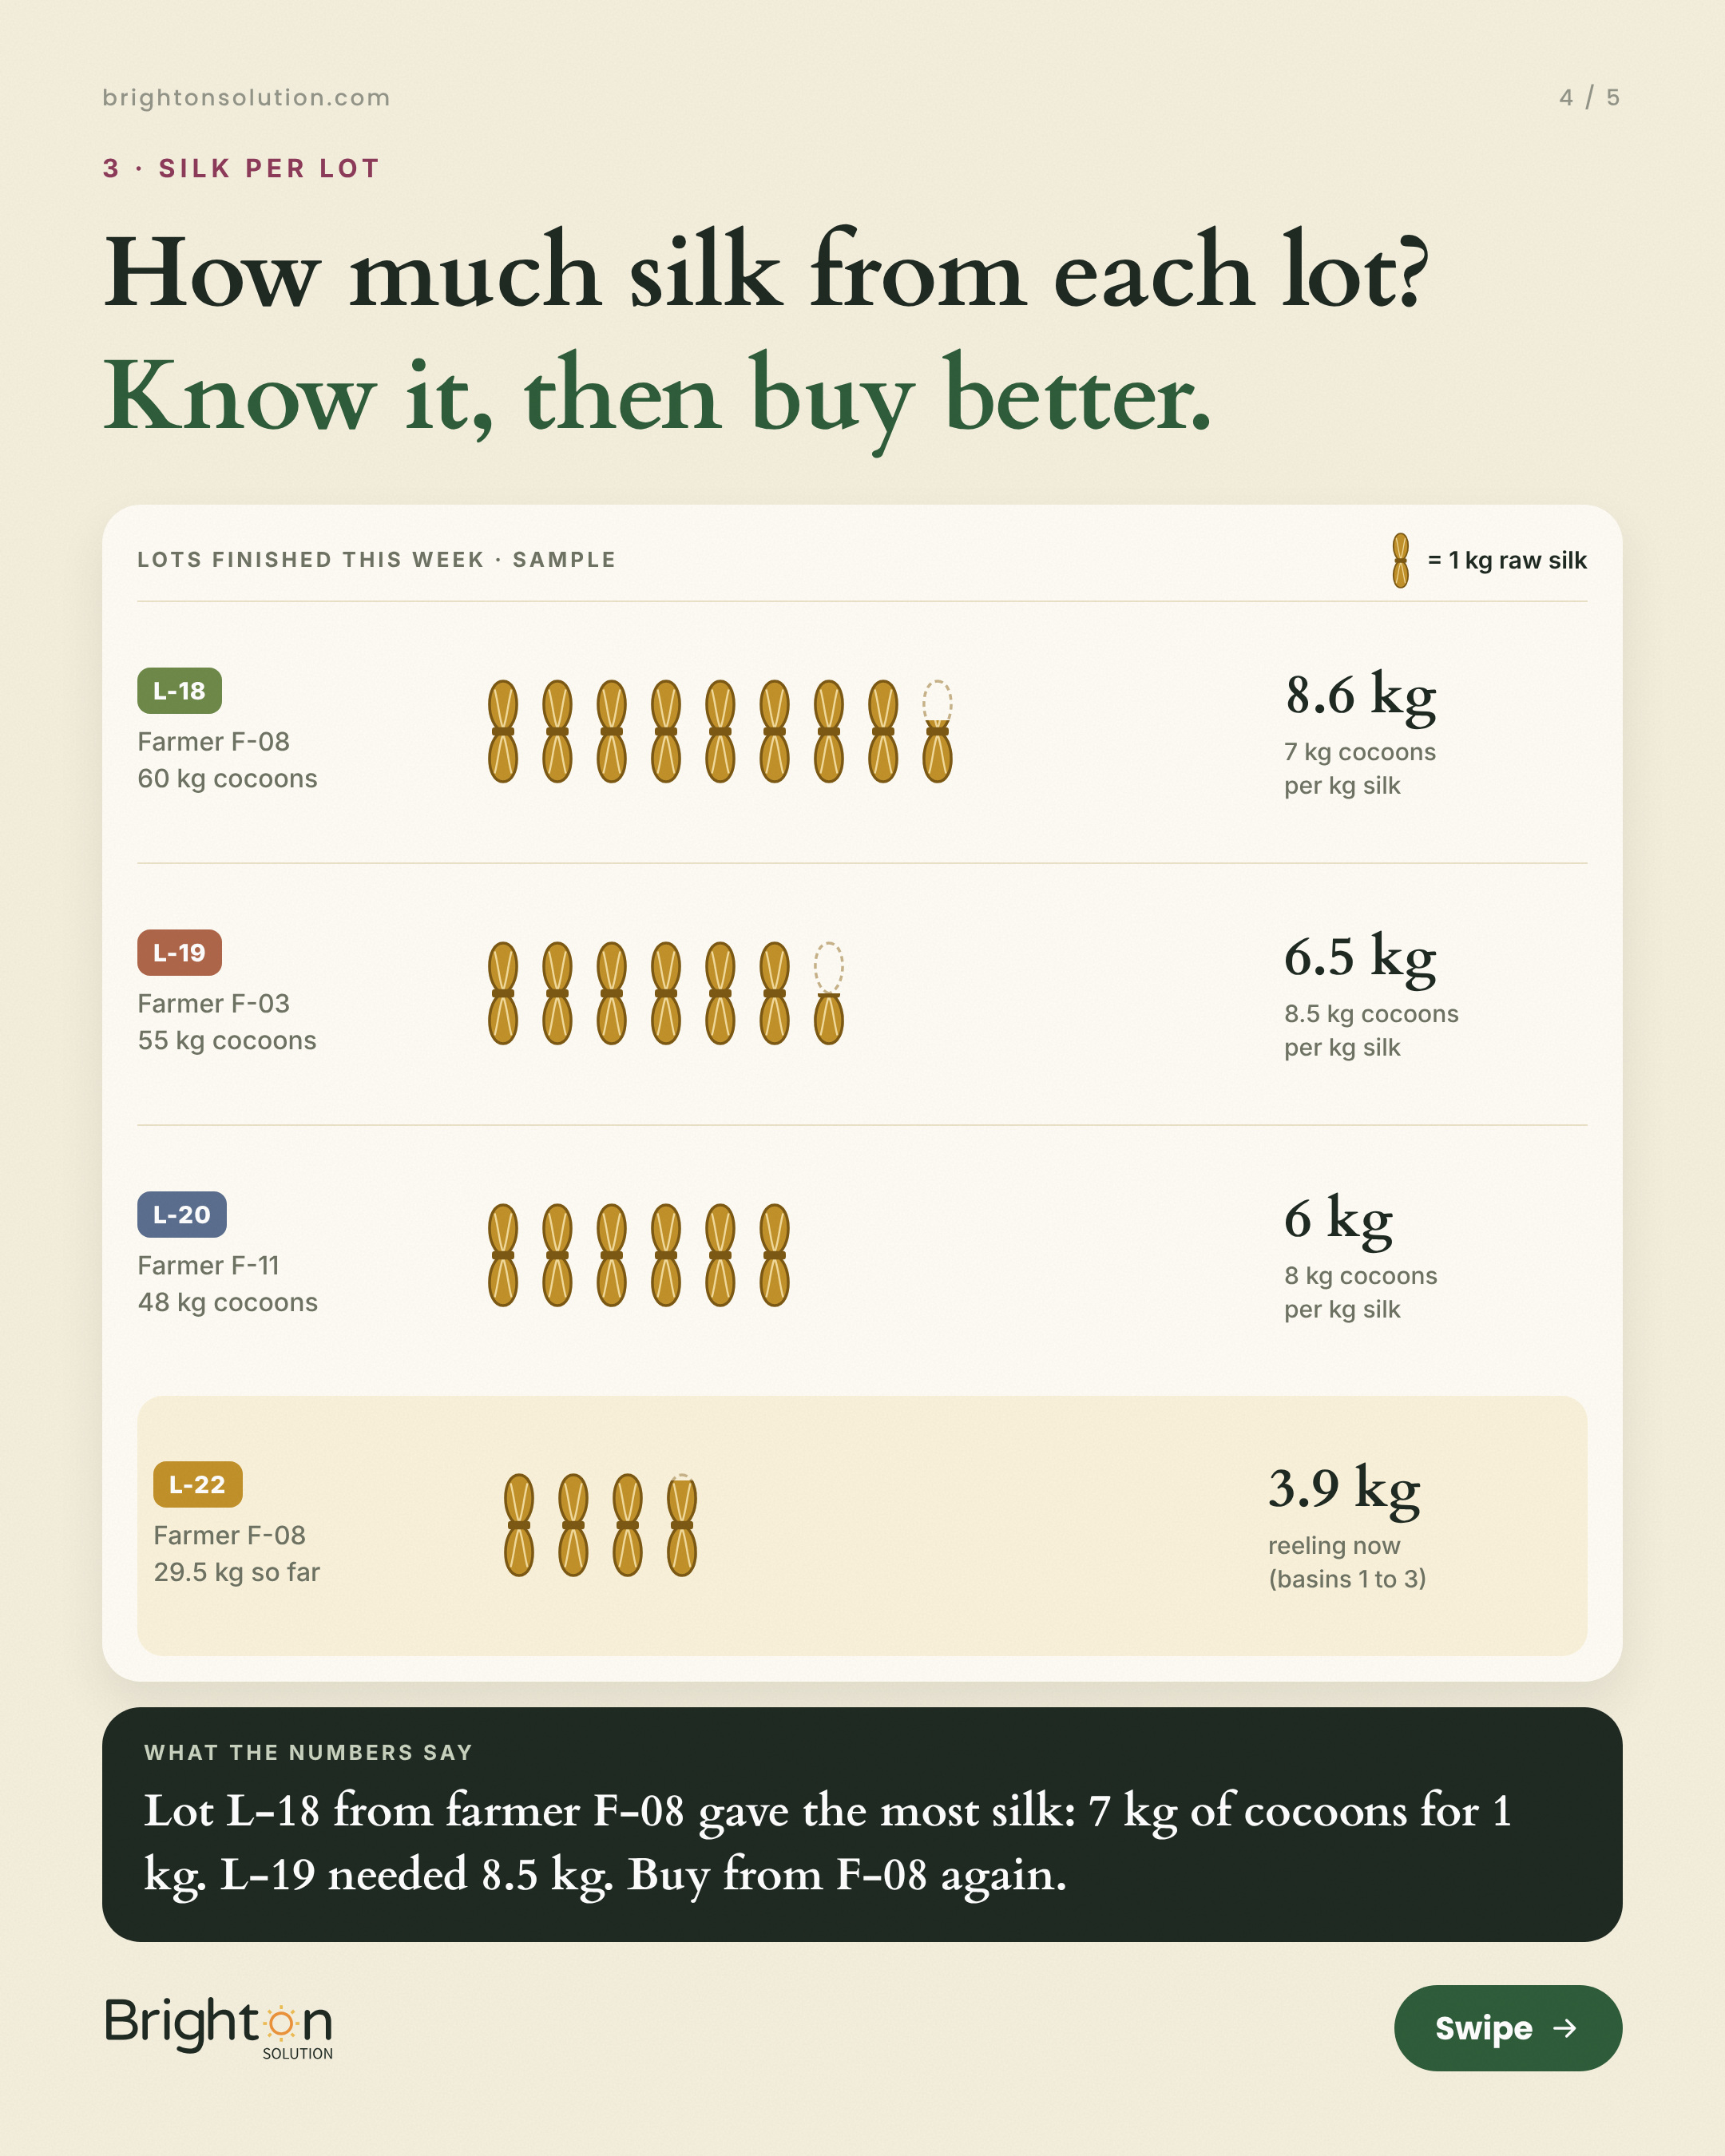 brightonsolution.com
4 / 5
3 · SILK PER LOT
How much silk from each lot?
Know it, then buy better.
LOTS FINISHED THIS WEEK · SAMPLE
= 1 kg raw silk
L-18
Farmer F-08
60 kg cocoons
8.6 kg
7 kg cocoons
per kg silk
L-19
Farmer F-03
55 kg cocoons
6.5 kg
8.5 kg cocoons
per kg silk
L-20
Farmer F-11
48 kg cocoons
6 kg
8 kg cocoons
per kg silk
L-22
Farmer F-08
29.5 kg so far
3.9 kg
reeling now
(basins 1 to 3)
WHAT THE NUMBERS SAY
Lot L-18 from farmer F-08 gave the most silk: 7 kg of cocoons for 1
kg. L-19 needed 8.5 kg. Buy from F-08 again.
Brighton
SOLUTION
Swipe →